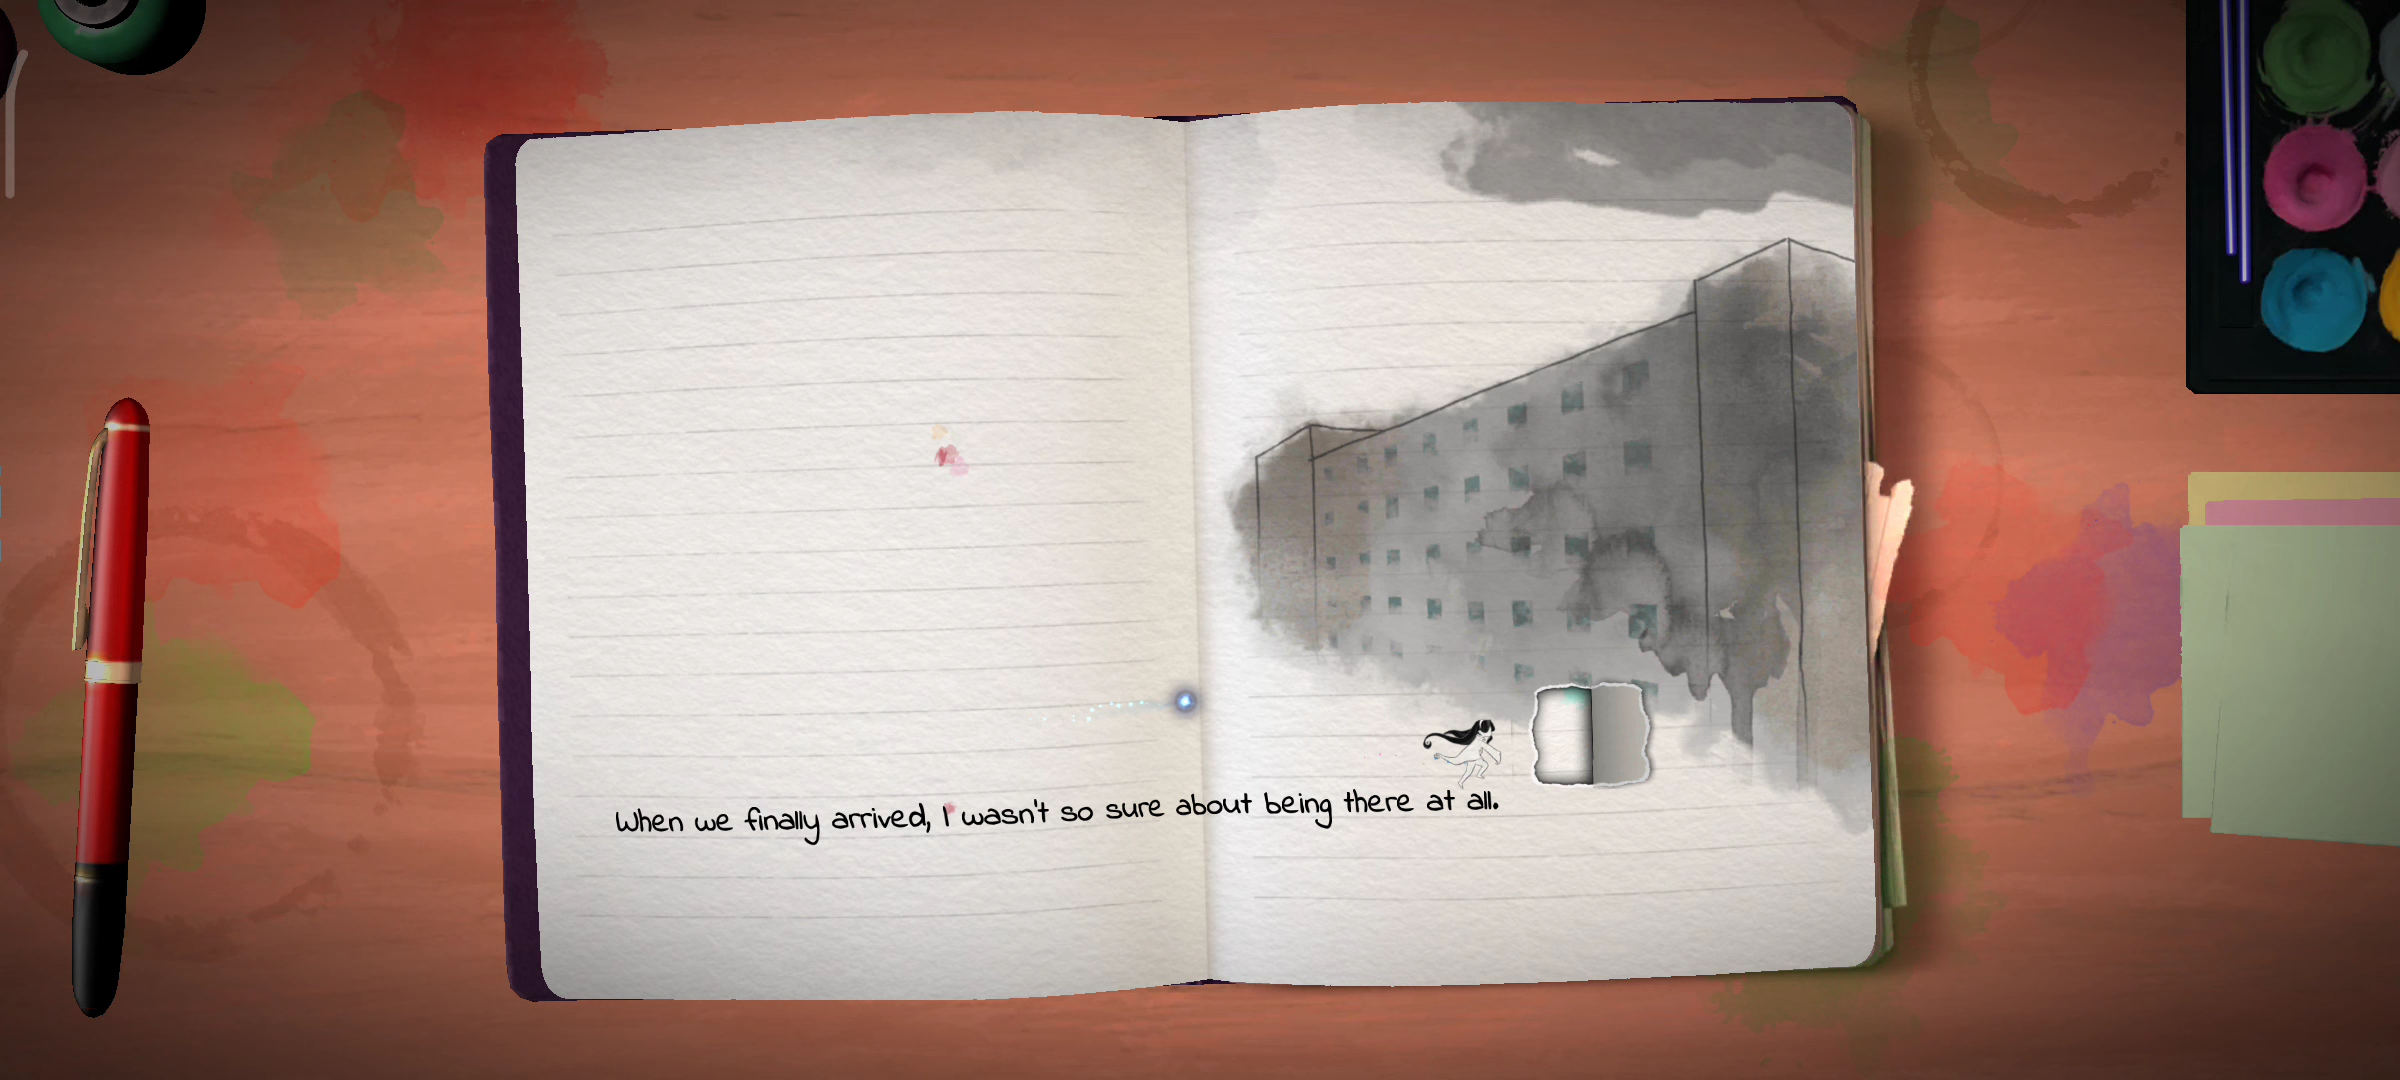 When we finally arrived, I wasn't so sure about being there at all.